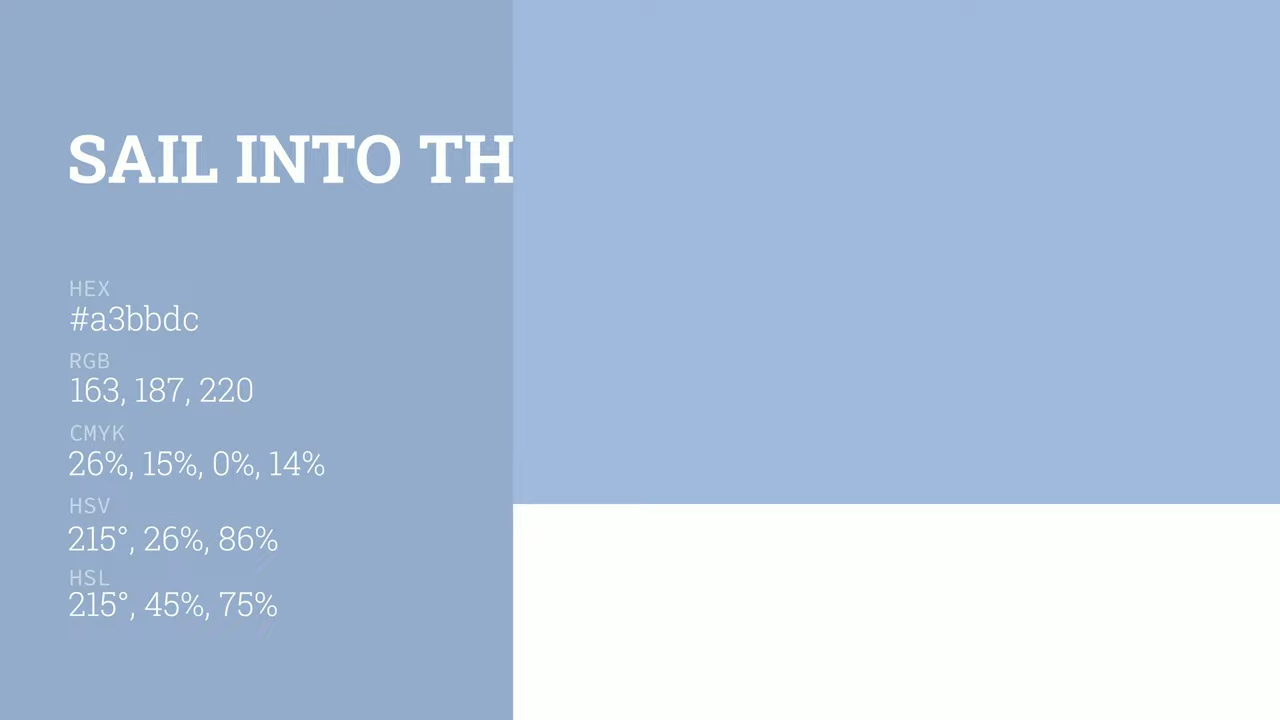 SAIL INTO TH
HEX
#a3bbdc
RGB
163, 187, 220
CMYK
26%, 15%, 0%, 14%
HSV
215°, 26%, 86%
HSL
215°, 45%, 75%